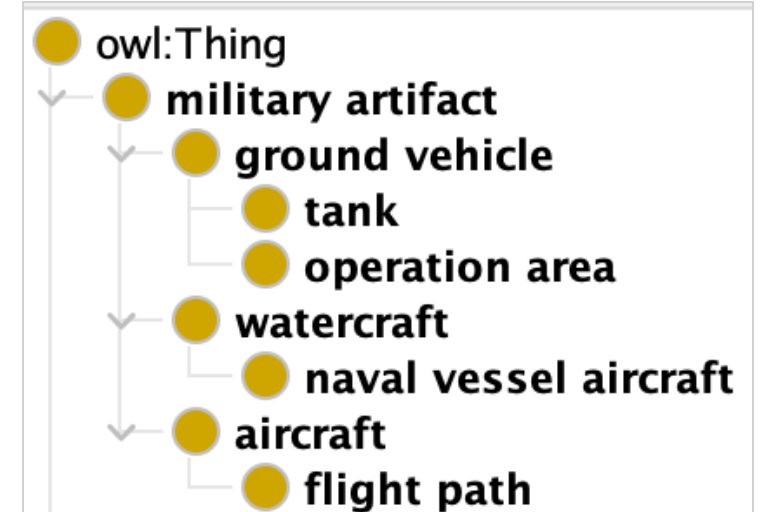 owl:Thing
military artifact
ground vehicle
tank
operation area
watercraft
naval vessel aircraft
aircraft
flight path